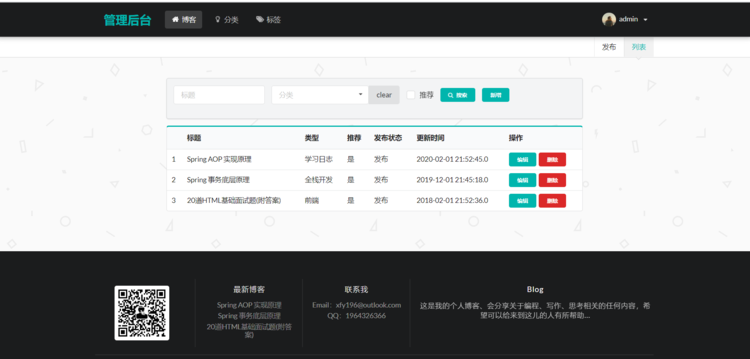 管理后台 博客 分类 标签 admin
发布 列表
标题 分类 clear 推荐 搜索 新增
标题 类型 推荐 发布状态 更新时间 操作
1 Spring AOP 实现原理 学习日志 是 发布 2020-02-01 21:52:45.0 编辑 删除
2 Spring 事务底层原理 全栈开发 是 发布 2019-12-01 21:45:18.0 编辑 删除
3 20道HTML基础面试题(附答案) 前端 是 发布 2018-02-01 21:52:36.0 编辑 删除
最新博客
Spring AOP 实现原理
Spring 事务底层原理
20道HTML基础面试题(附答
案)
联系我
Email：xfy196@outlook.com
QQ：1964326366
Blog
这是我的个人博客，会分享关于编程，写作，思考相关的任何内容，希
望可以给来到这儿的人有所帮助...